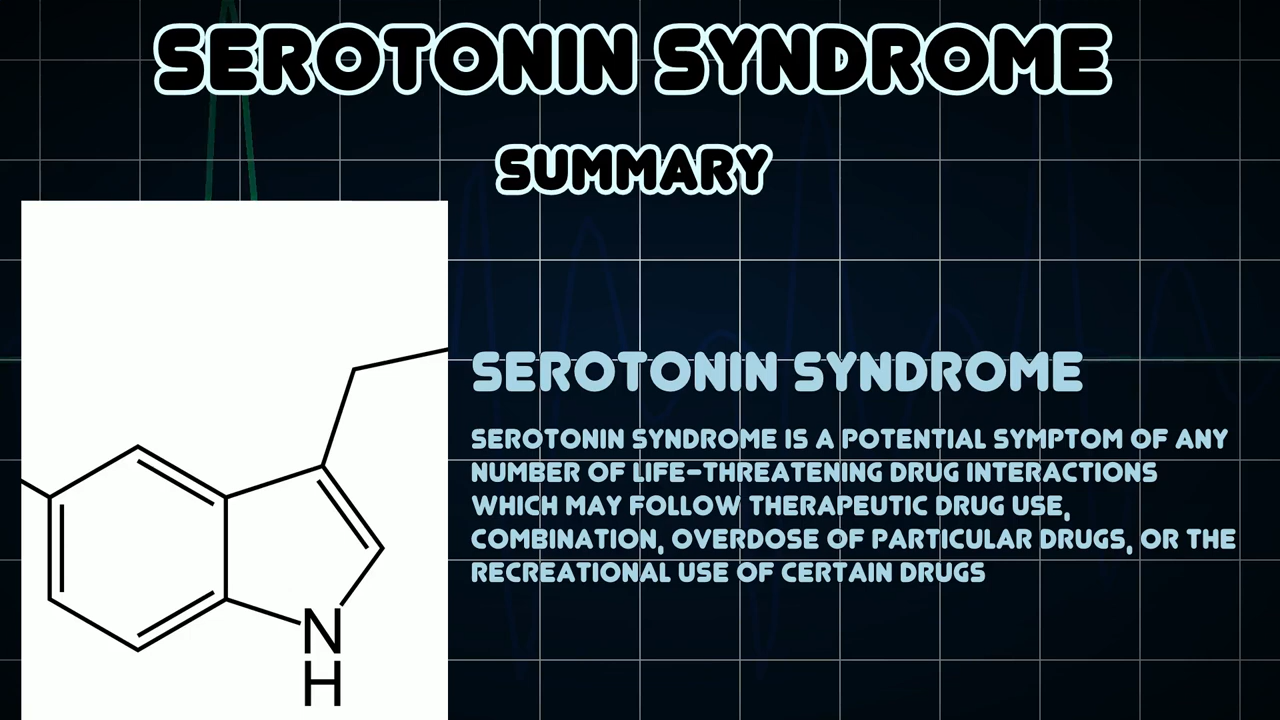 SEROTONIN SYNDROME
SUMMARY
SEROTONIN SYNDROME
SEROTONIN SYNDROME IS A POTENTIAL SYMPTOM OF ANY
NUMBER OF LIFE-THREATENING DRUG INTERACTIONS
WHICH MAY FOLLOW THERAPEUTIC DRUG USE,
COMBINATION, OVERDOSE OF PARTICULAR DRUGS, OR THE
RECREATIONAL USE OF CERTAIN DRUGS
N
H